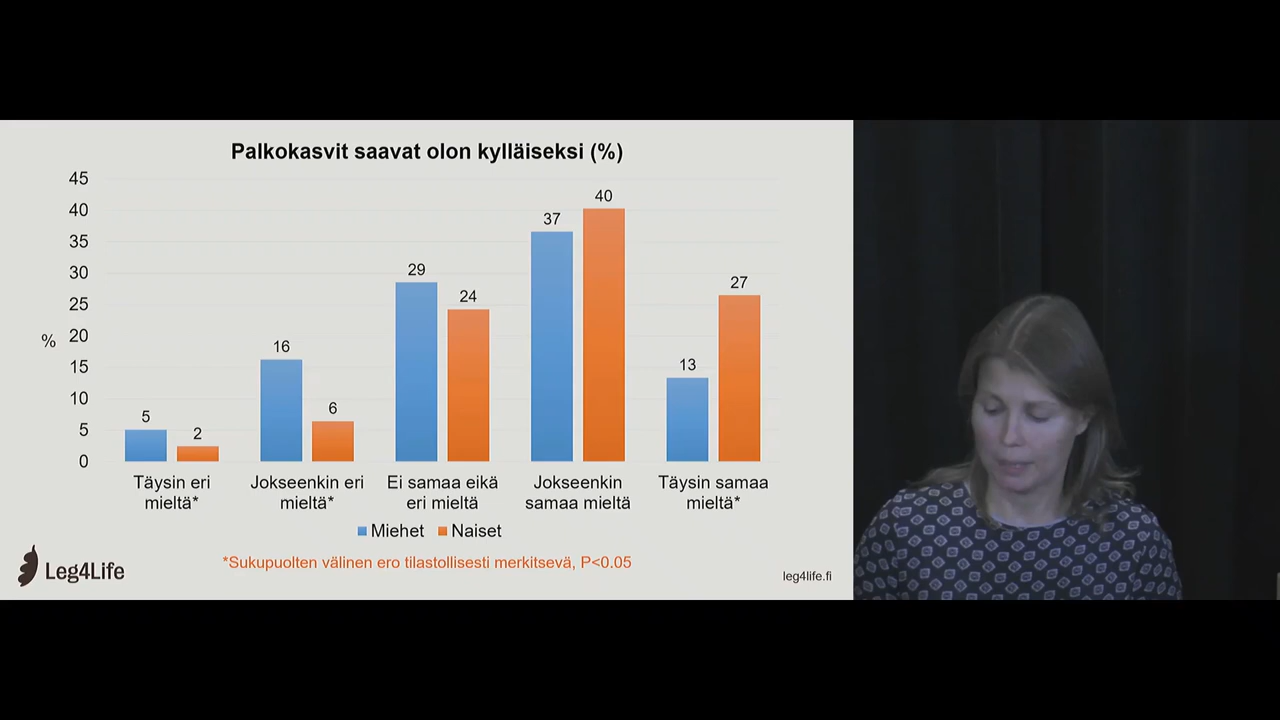 Palkokasvit saavat olon kylläiseksi (%)
45
40
35
30
25
20
15
10
5
0
%
5
2
16
6
29
24
37
40
13
27
Täysin eri
mieltä*
Jokseenkin eri
mieltä*
Ei samaa eikä
eri mieltä
Jokseenkin
samaa mieltä
Täysin samaa
mieltä*
Miehet Naiset
*Sukupuolten välinen ero tilastollisesti merkitsevä, P<0.05
Leg4Life
leg4life.fi